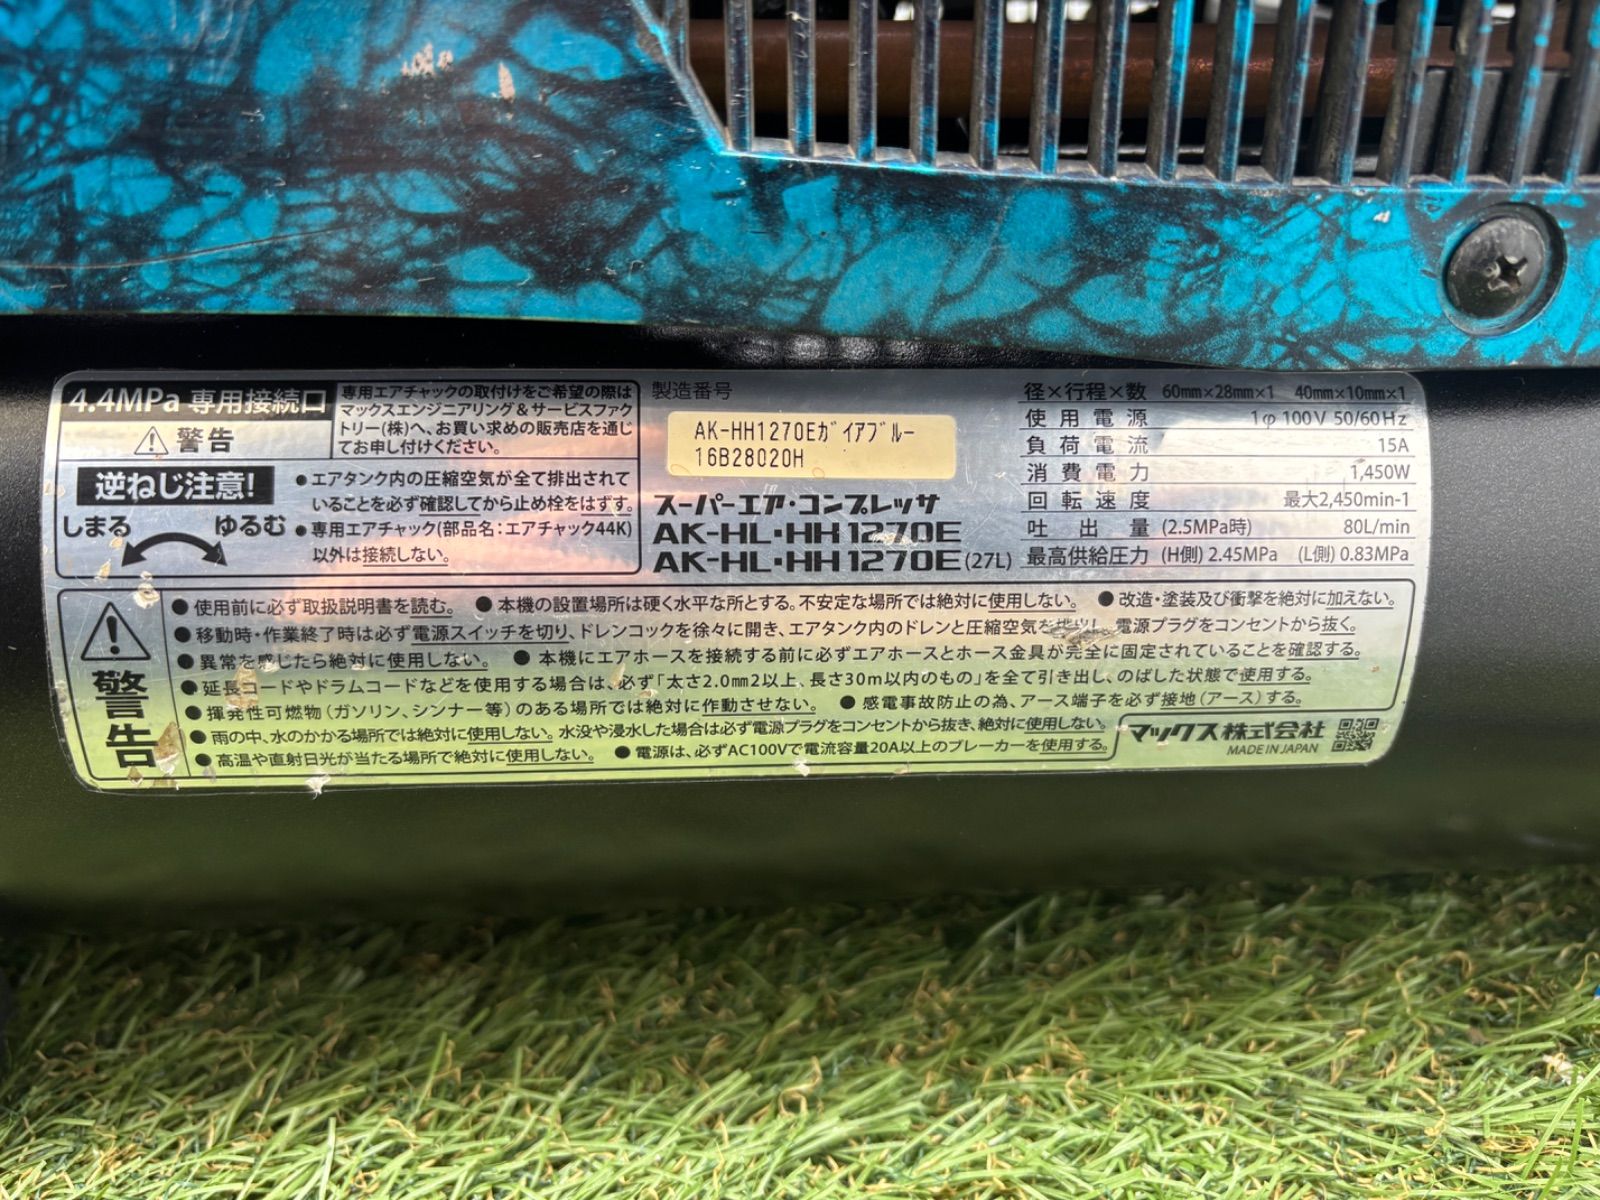 4.4MPa 専用接続口
警告
専用エアチャックの取付けをご希望の際は
マックスエンジニアリング&サービスファク
トリー(株)へ、お買い求めの販売店を通じ
てお申し付けください。
逆ねじ注意!
しまる ゆるむ
●エアタンク内の圧縮空気が全て排出されて
いることを必ず確認してから止め栓をはずす。
●専用エアチャック(部品名:エアチャック44K)
以外は接続しない。
製造番号
AK-HH1270Eガイアブルー
16B28020H
スーパーエア・コンプレッサ
AK-HL・HH1270E
AK-HL・HH1270E(27L)
径×行程×数 60mm×28mm×1 40mm×10mm×1
使用電源 1φ 100V 50/60Hz
負荷電流 15A
消費電力 1,450W
回転速度 最大2,450min-1
吐出量 (2.5MPa時) 80L/min
最高供給圧力 (H側) 2.45MPa (L側) 0.83MPa
警告
●使用前に必ず取扱説明書を読む。 ●本機の設置場所は硬く水平な所とする。不安定な場所では絶対に使用しない。 ●改造・塗装及び衝撃を絶対に加えない。
●移動時・作業終了時は必ず電源スイッチを切り、ドレンコックを徐々に開き、エアタンク内のドレンと圧縮空気を排出し、電源プラグをコンセントから抜く。
●異常を感じたら絶対に使用しない。 ●本機にエアホースを接続する前に必ずエアホースとホース金具が完全に固定されていることを確認する。
●延長コードやドラムコードなどを使用する場合は、必ず「太さ2.0mm2以上、長さ30m以内のもの」を全て引き出し、のばした状態で使用する。
●揮発性可燃物(ガソリン、シンナー等)のある場所では絶対に作動させない。 ●感電事故防止の為、アース端子を必ず接地(アース)する。
●雨の中、水のかかる場所では絶対に使用しない。水没や浸水した場合は必ず電源プラグをコンセントから抜き、絶対に使用しない。
●高温や直射日光が当たる場所で絶対に使用しない。 ●電源は、必ずAC100Vで電流容量20A以上のブレーカーを使用する。
マックス株式会社
MADE IN JAPAN